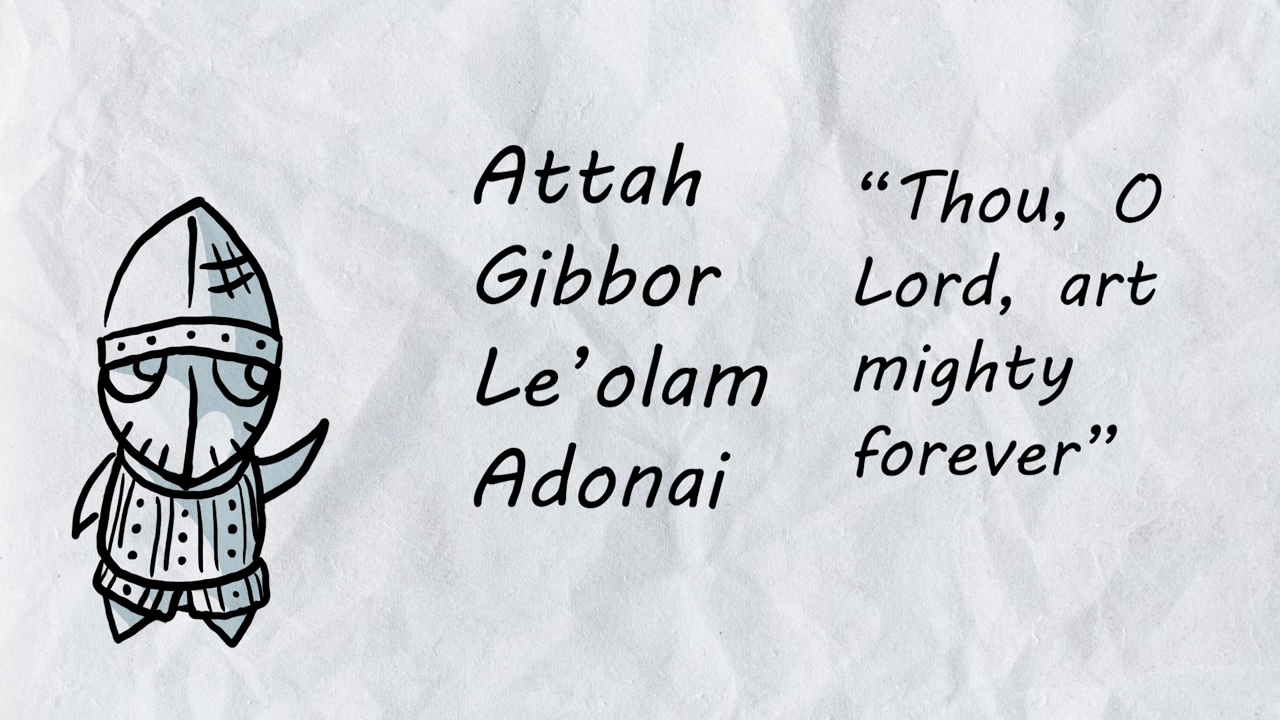 Attah
Gibbor
Le’olam
Adonai
“Thou, O
Lord, art
mighty
forever”